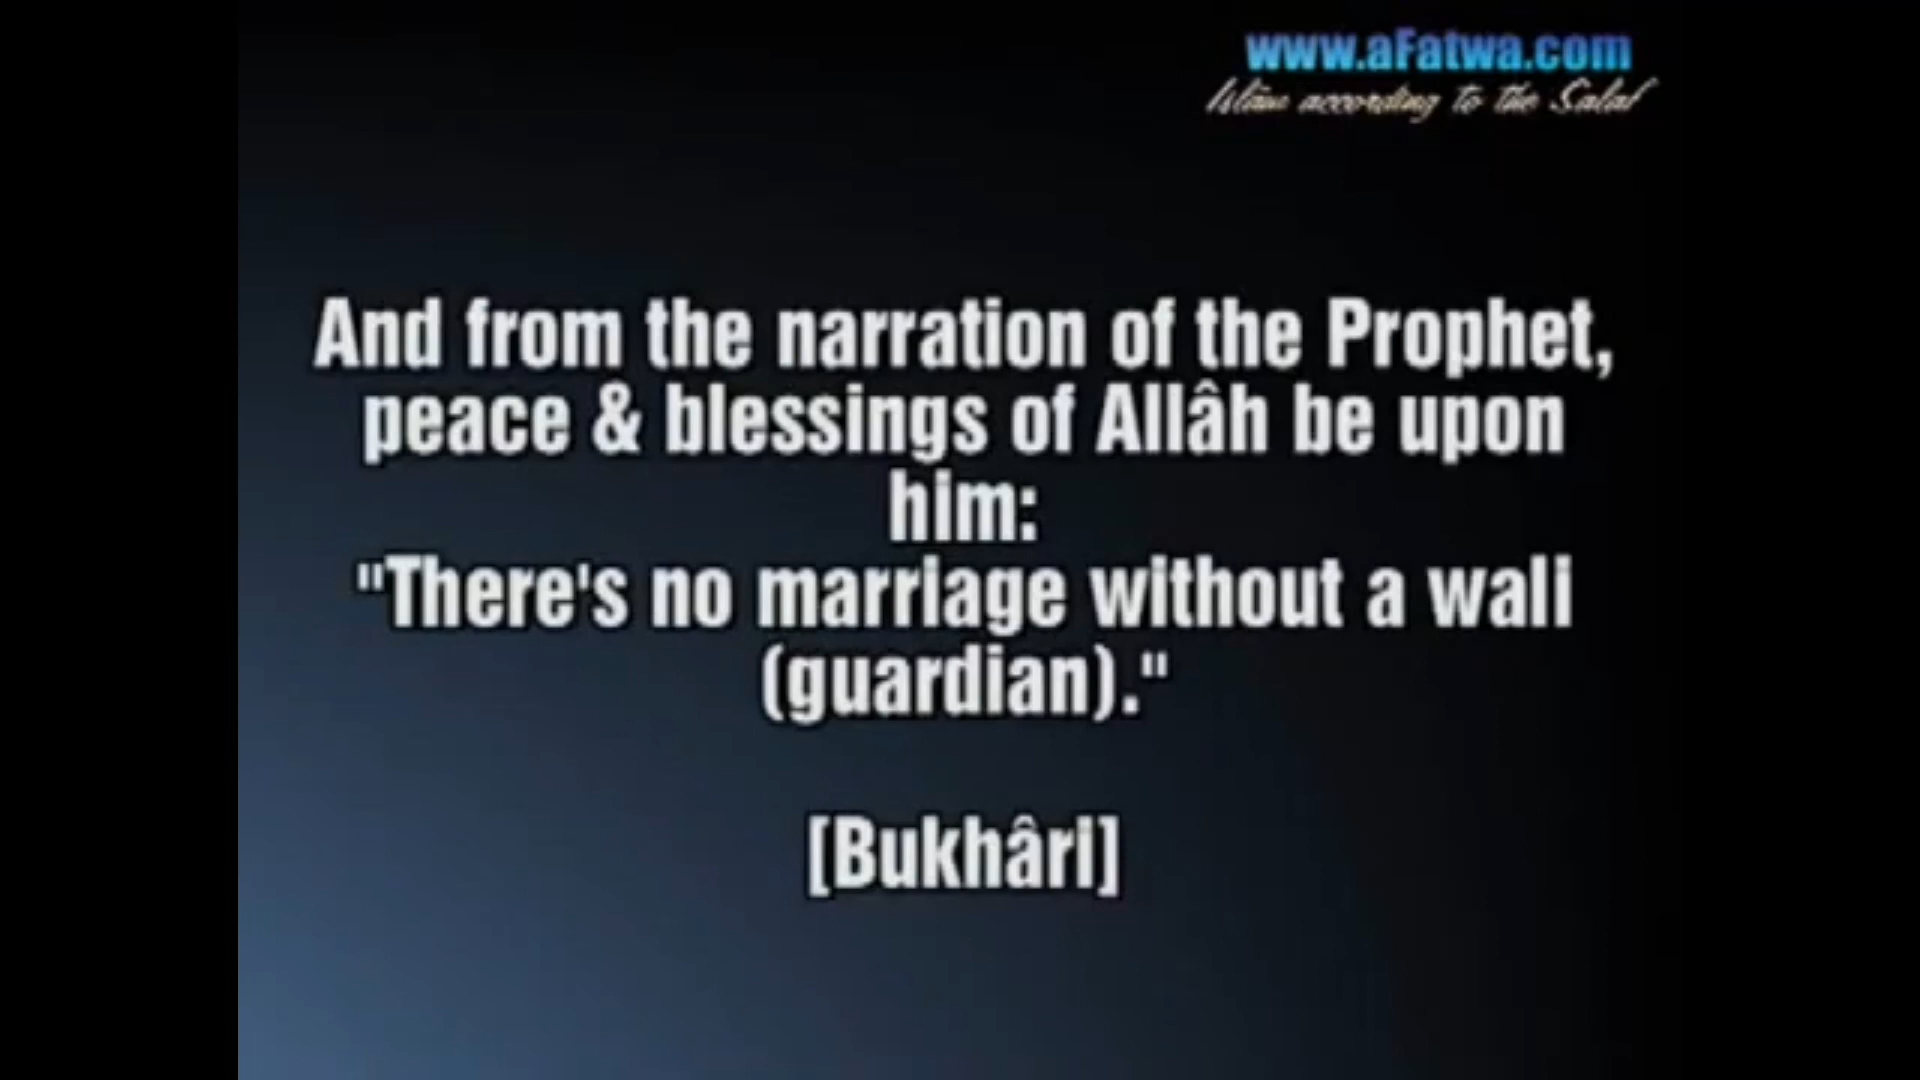 www.aFatwa.com
Islām according to the Salaf
And from the narration of the Prophet,
peace & blessings of Allâh be upon
him:
"There's no marriage without a wali
(guardian)."
[Bukhâri]